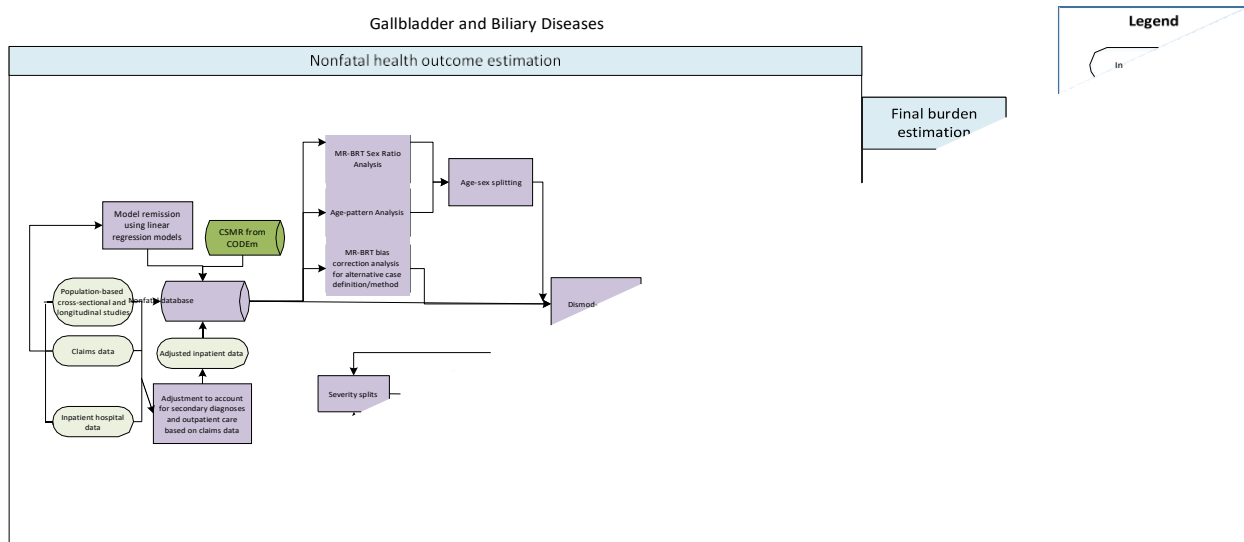 Gallbladder and Biliary Diseases
Legend
In
Nonfatal health outcome estimation
Final burden
estimation
MR-BRT Sex Ratio
Analysis
Age-sex splitting
Age-pattern Analysis
Model remission
using linear
regression models
CSMR from
CODEm
MR-BRT bias
correction analysis
for alternative case
definition/method
Population-based
cross-sectional and
longitudinal studies
Nonfatal database
Dismod-
Claims data
Adjusted inpatient data
Severity splits
Adjustment to account
for secondary diagnoses
and outpatient care
based on claims data
Inpatient hospital
data